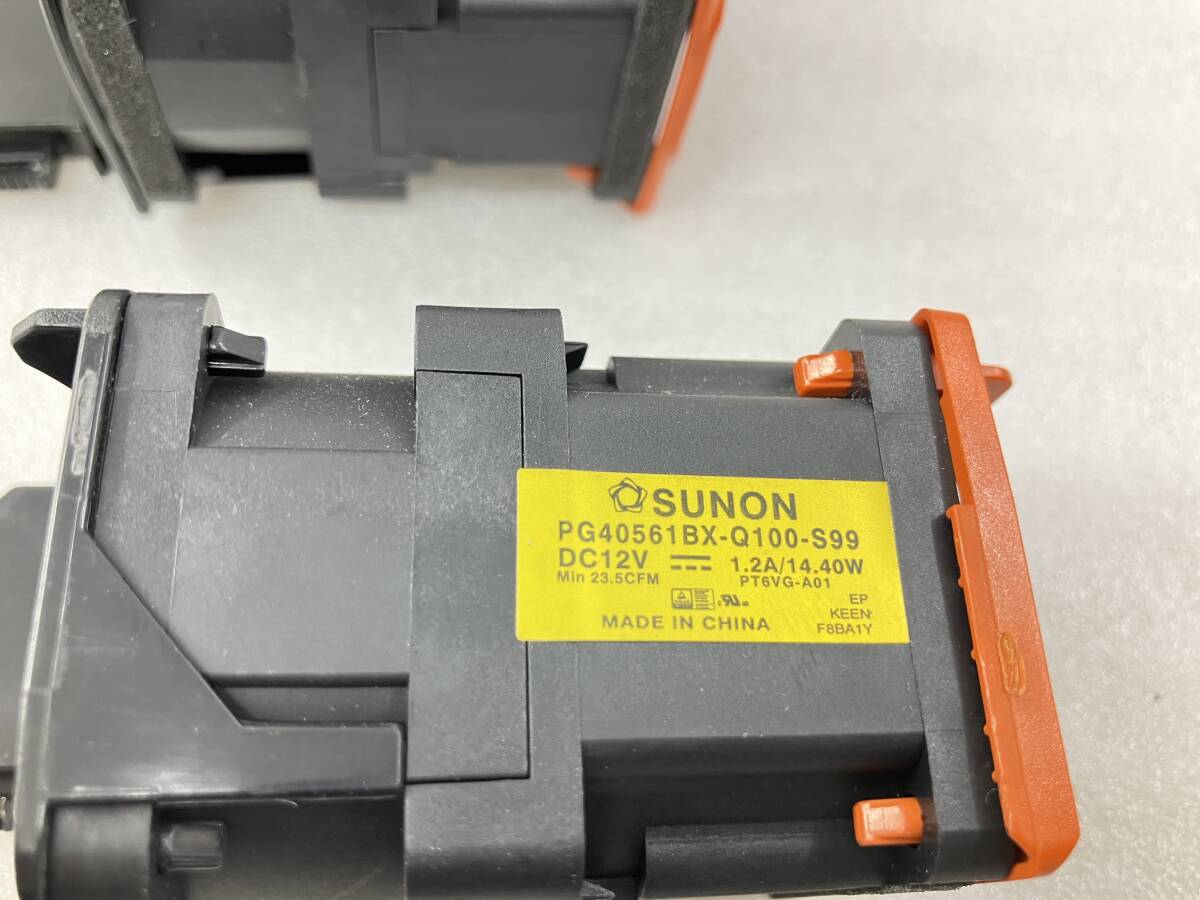 SUNON
PG40561BX-Q100-S99
DC12V 1.2A/14.40W
Min 23.5CFM PT6VG-A01
EP
KEEN
MADE IN CHINA F8BA1Y